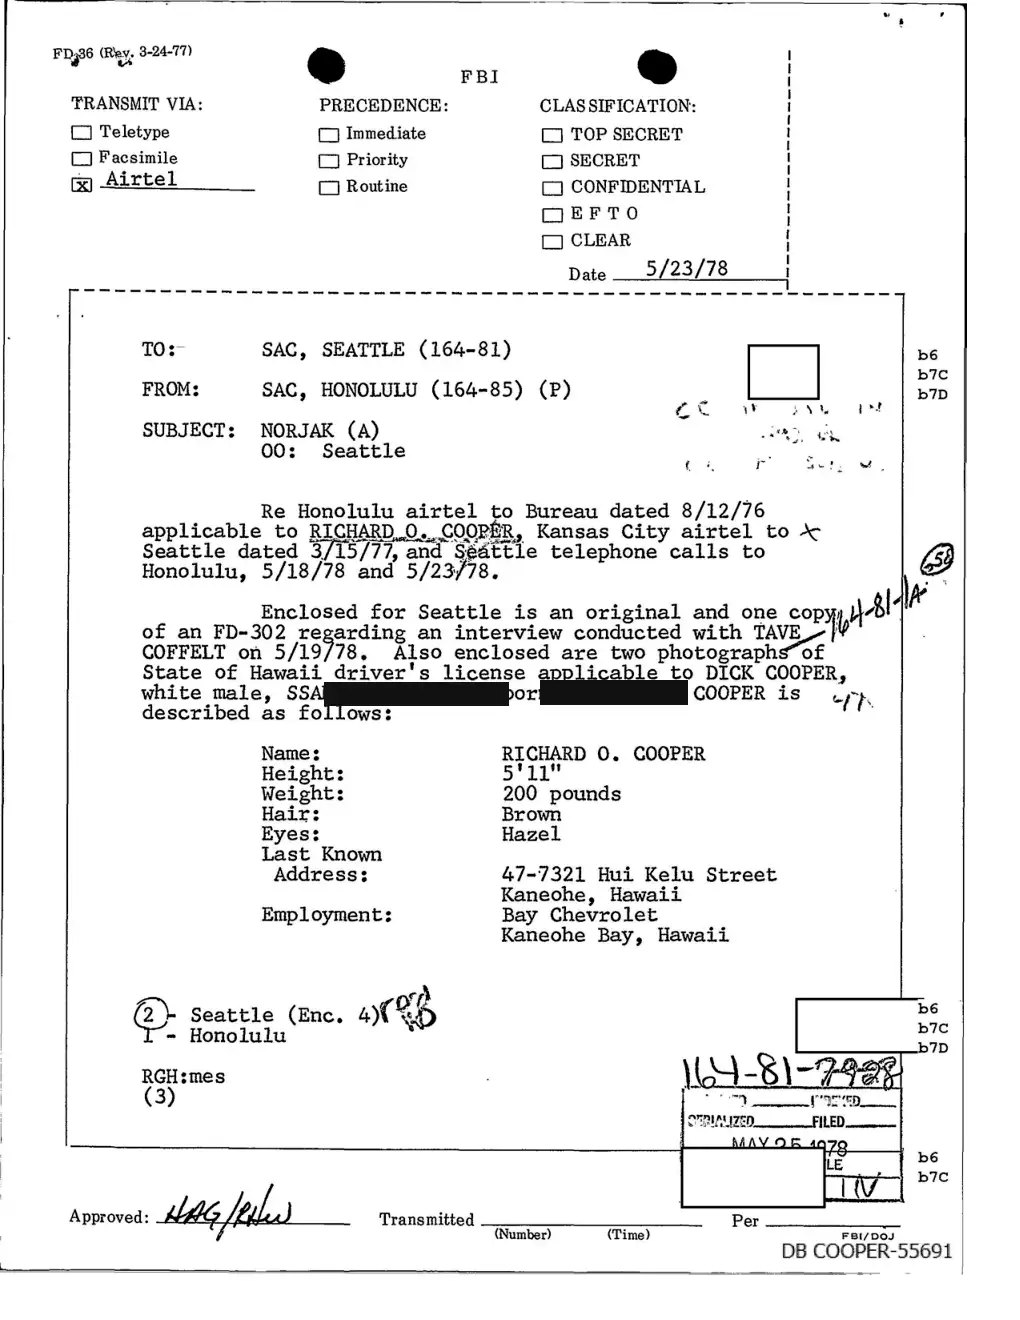 FD-36 (Rev. 3-24-77)
FBI
TRANSMIT VIA:
Teletype
Facsimile
x Airtel
PRECEDENCE:
Immediate
Priority
Routine
CLASSIFICATION:
TOP SECRET
SECRET
CONFIDENTIAL
E F T O
CLEAR
Date 5/23/78
TO: SAC, SEATTLE (164-81)
FROM: SAC, HONOLULU (164-85) (P)
SUBJECT: NORJAK (A)
OO: Seattle
b6
b7C
b7D
Re Honolulu airtel to Bureau dated 8/12/76
applicable to RICHARD O. COOPER, Kansas City airtel to
Seattle dated 3/15/77, and Seattle telephone calls to
Honolulu, 5/18/78 and 5/23/78.
Enclosed for Seattle is an original and one copy
of an FD-302 regarding an interview conducted with TAVE
COFFELT on 5/19/78. Also enclosed are two photographs of
State of Hawaii driver's license applicable to DICK COOPER,
white male, SSA COOPER is
described as follows:
164-81-1A-
Name: RICHARD O. COOPER
Height: 5'11"
Weight: 200 pounds
Hair: Brown
Eyes: Hazel
Last Known
Address: 47-7321 Hui Kelu Street
Kaneohe, Hawaii
Employment: Bay Chevrolet
Kaneohe Bay, Hawaii
2 - Seattle (Enc. 4)
1 - Honolulu
RGH:mes
(3)
b6
b7C
b7D
164-81-7928
SERIALIZED FILED
MAY 25 1978
b6
b7C
Approved: HAG/RHW Transmitted Per
(Number) (Time)
FBI/DOJ
DB COOPER-55691